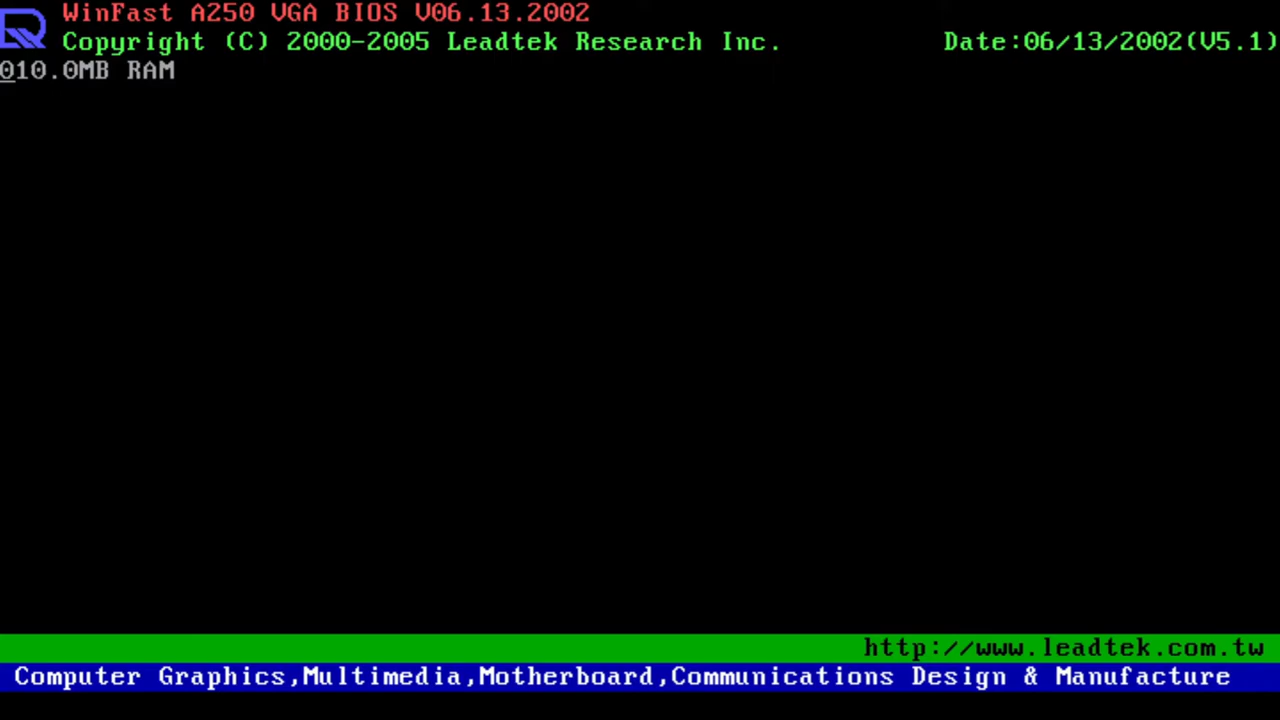 WinFast A250 VGA BIOS V06.13.2002
Copyright (C) 2000-2005 Leadtek Research Inc. Date:06/13/2002(V5.1)
010.0MB RAM
http://www.leadtek.com.tw
Computer Graphics,Multimedia,Motherboard,Communications Design & Manufacture